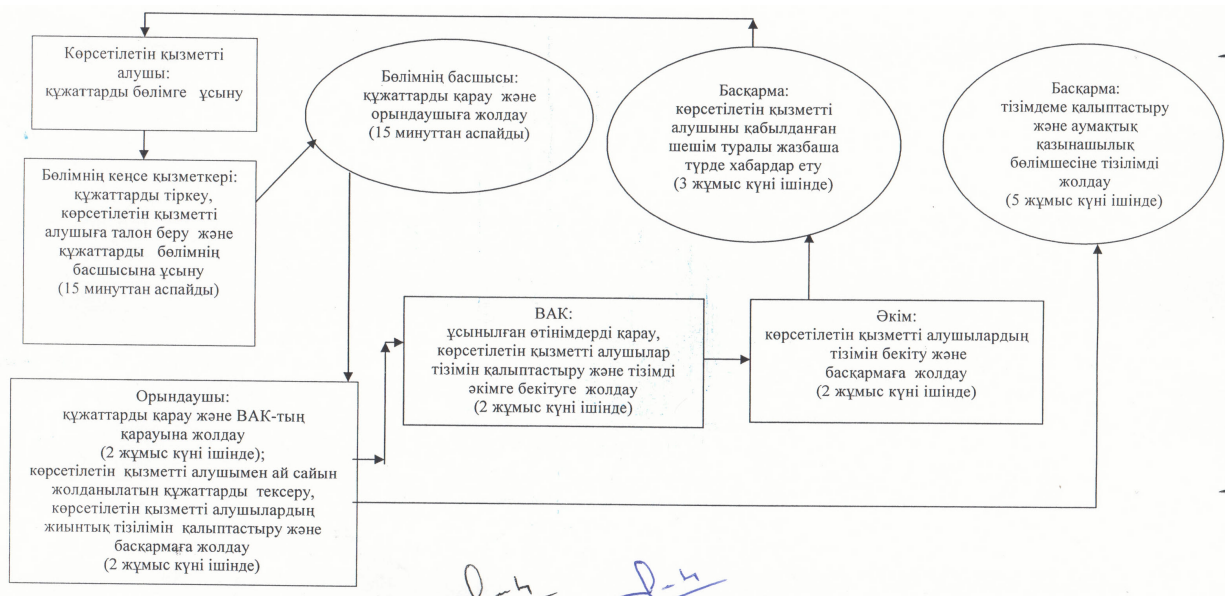 Көрсетілетін қызметті
алушы:
құжаттарды бөлімге ұсыну
Бөлімнің кеңсе қызметкері:
құжаттарды тіркеу,
көрсетілетін қызметті
алушыға талон беру және
құжаттарды бөлімнің
басшысына ұсыну
(15 минуттан аспайды)
Бөлімнің басшысы:
құжаттарды қарау және
орындаушыға жолдау
(15 минуттан аспайды)
Басқарма:
көрсетілетін қызметті
алушыны қабылданған
шешім туралы жазбаша
түрде хабардар ету
(3 жұмыс күні ішінде)
Басқарма:
тізімдеме қалыптастыру
және аумақтық
қазынашылық
бөлімшесіне тізілімді
жолдау
(5 жұмыс күні ішінде)
ВАК:
ұсынылған өтінімдерді қарау,
көрсетілетін қызметті алушылар
тізімін қалыптастыру және тізімді
әкімге бекітуге жолдау
(2 жұмыс күні ішінде)
Әкім:
көрсетілетін қызметті алушылардың
тізімін бекіту және
басқармаға жолдау
(2 жұмыс күні ішінде)
Орындаушы:
құжаттарды қарау және ВАК-тың
қарауына жолдау
(2 жұмыс күні ішінде);
көрсетілетін қызметті алушымен ай сайын
жолданылатын құжаттарды тексеру,
көрсетілетін қызметті алушылардың
жиынтық тізілімін қалыптастыру және
басқармаға жолдау
(2 жұмыс күні ішінде)